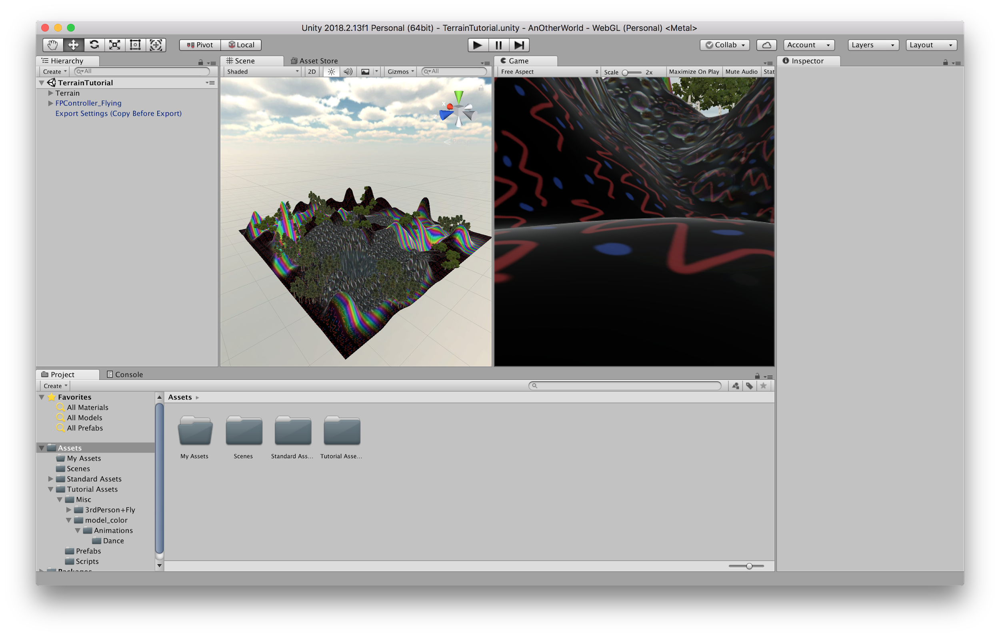 Unity 2018.2.13f1 Personal (64bit) - TerrainTutorial.unity - AnOtherWorld - WebGL (Personal) <Metal>
Pivot Local Collab Account Layers Layout
Hierarchy Scene Asset Store Game Inspector
Create All Shaded 2D Gizmos All Free Aspect Scale 2x Maximize On Play Mute Audio Stat
TerrainTutorial
Terrain
FPController_Flying
Export Settings (Copy Before Export)
x
z
Project Console
Create
Favorites
All Materials
All Models
All Prefabs
Assets
My Assets
Scenes
Standard Assets
Tutorial Assets
Misc
3rdPerson+Fly
model_color
Animations
Dance
Prefabs
Scripts
Packages
Assets
My Assets Scenes Standard Ass... Tutorial Asse...